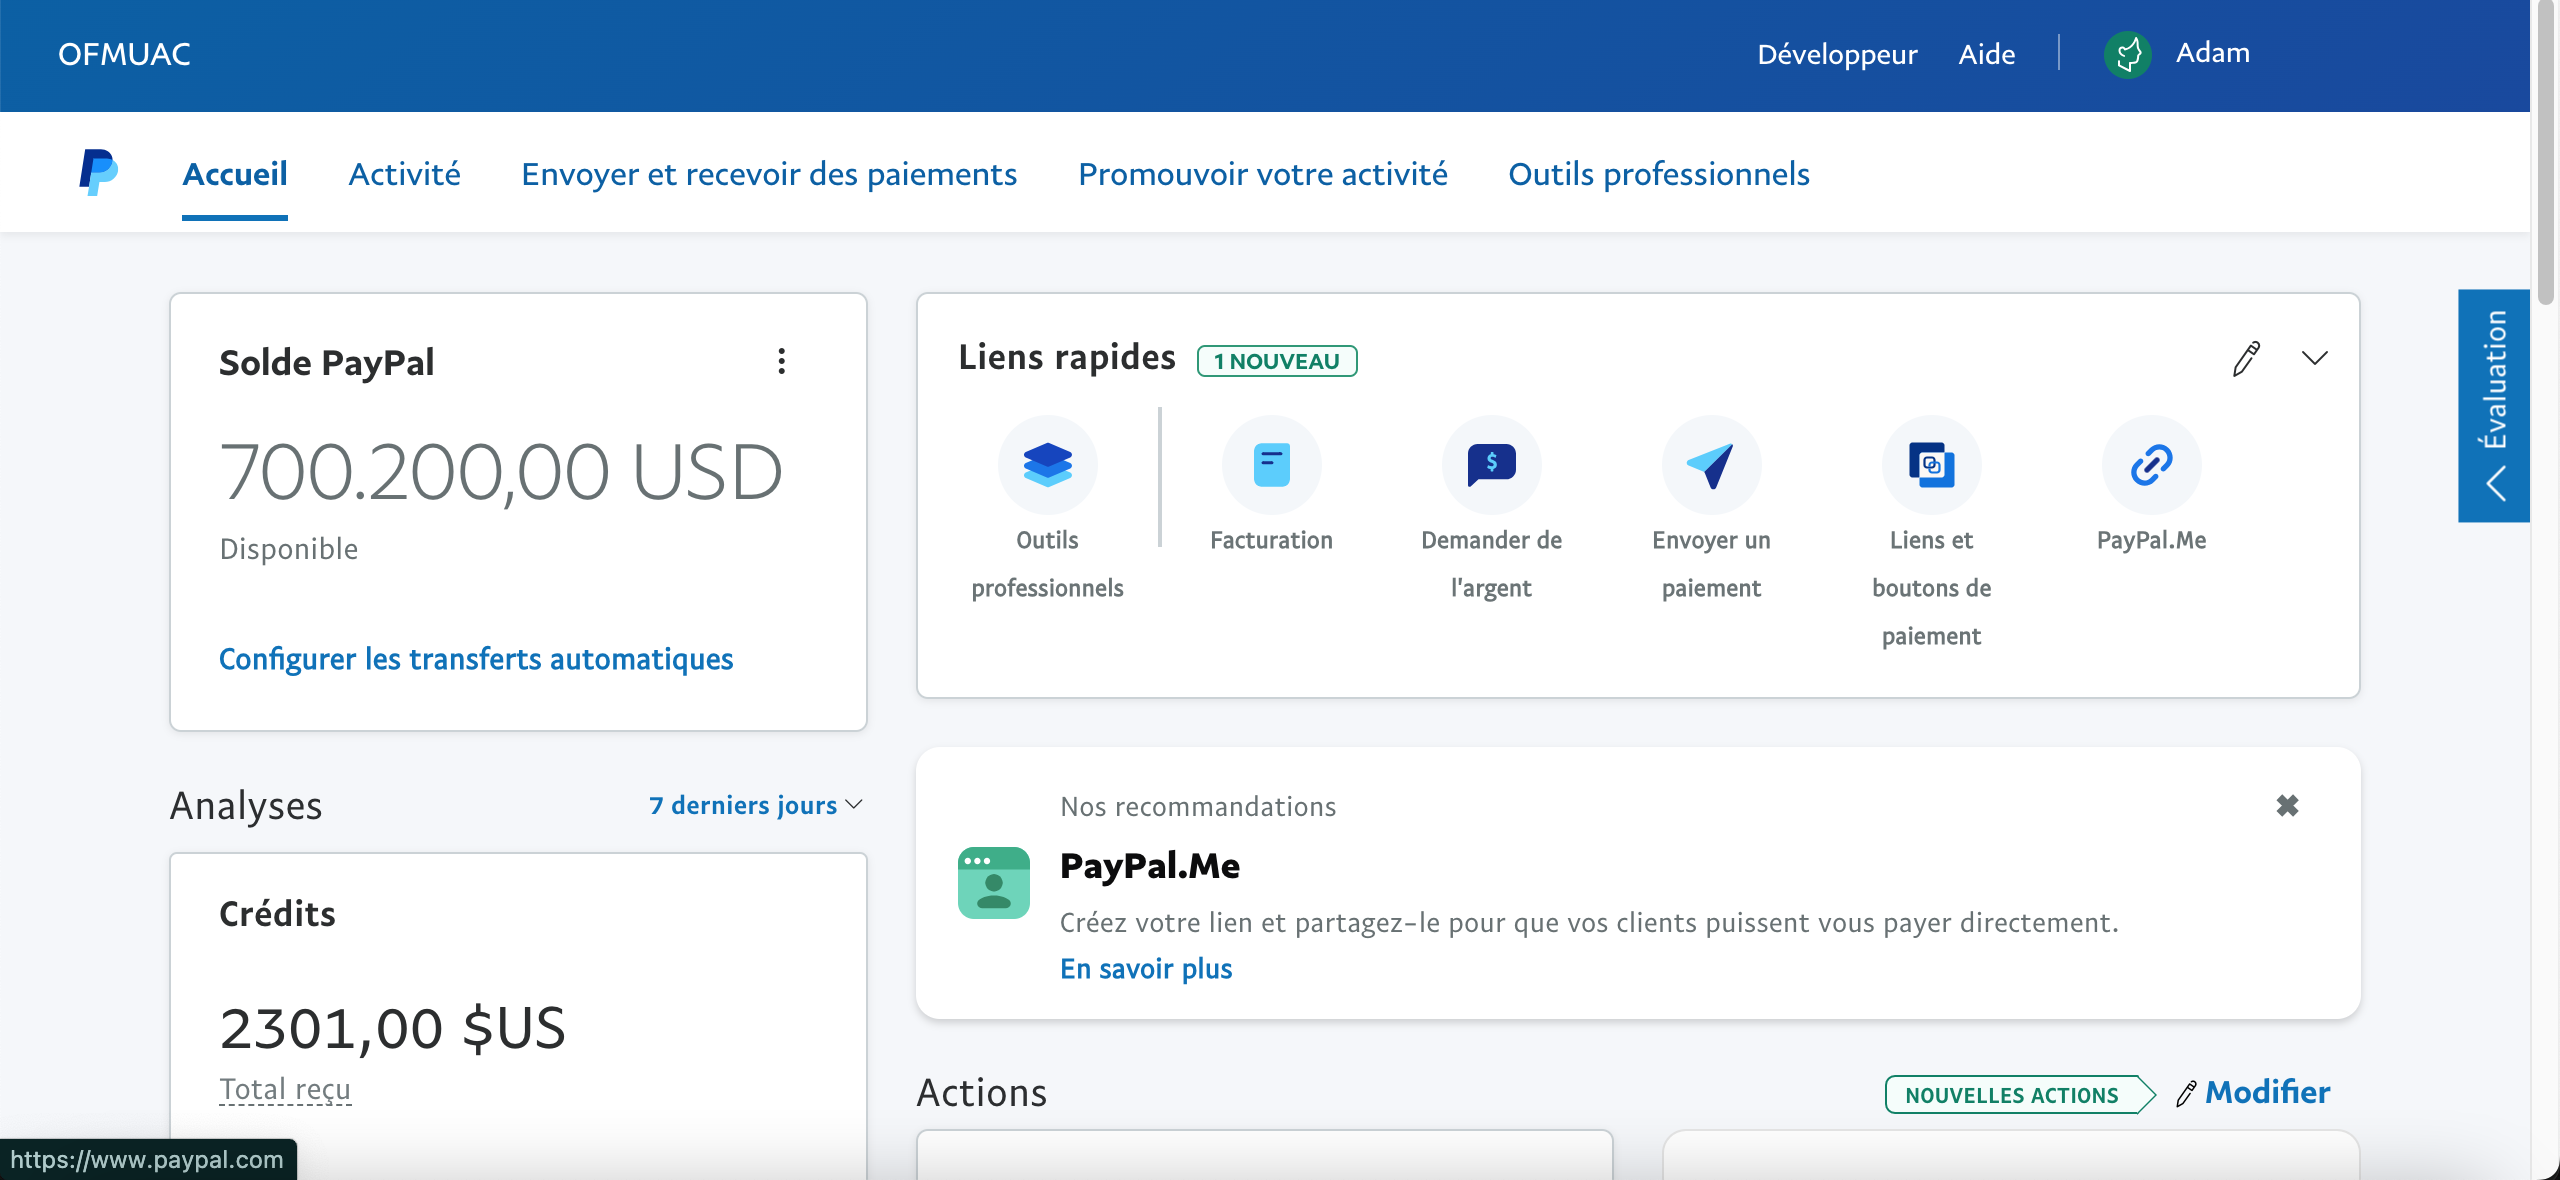 OFMUAC
Développeur
Aide
Adam
Accueil
Activité
Envoyer et recevoir des paiements
Promouvoir votre activité
Outils professionnels
Solde PayPal
700.200,00 USD
Disponible
Configurer les transferts automatiques
Liens rapides
1 NOUVEAU
Outils
professionnels
Facturation
Demander de
l'argent
Envoyer un
paiement
Liens et
boutons de
paiement
PayPal.Me
Évaluation
Analyses
7 derniers jours
Crédits
2301,00 $US
Total reçu
Nos recommandations
PayPal.Me
Créez votre lien et partagez-le pour que vos clients puissent vous payer directement.
En savoir plus
Actions
NOUVELLES ACTIONS
Modifier
https://www.paypal.com